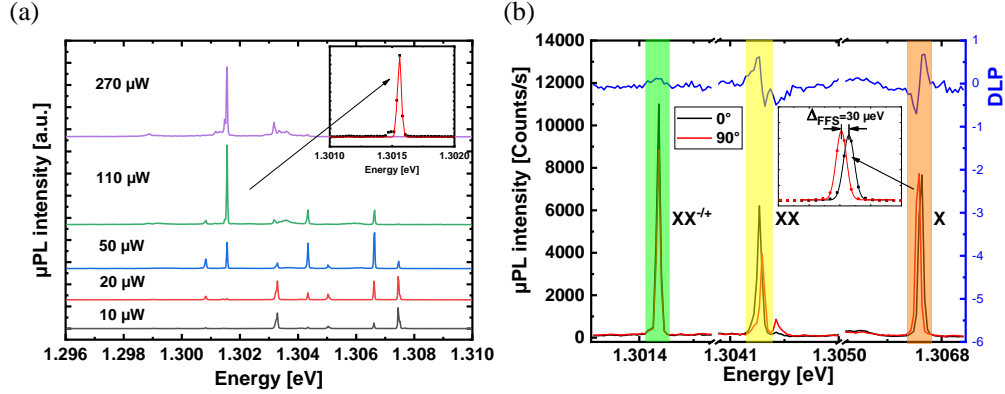 (a)
270 µW
110 µW
50 µW
20 µW
10 µW
µPL intensity [a.u.]
1.296 1.298 1.300 1.302 1.304 1.306 1.308 1.310
Energy [eV]
1.3010 1.3015 1.3020
Energy [eV]
(b)
14000
12000
10000
8000
6000
4000
2000
0
µPL intensity [Counts/s]
0°
90°
Δ_FFS=30 µeV
XX⁻/⁺
XX
X
1.3014 1.3041 1.3050 1.3068
Energy [eV]
1
0
-1
-2
-3
-4
-5
-6
DLP